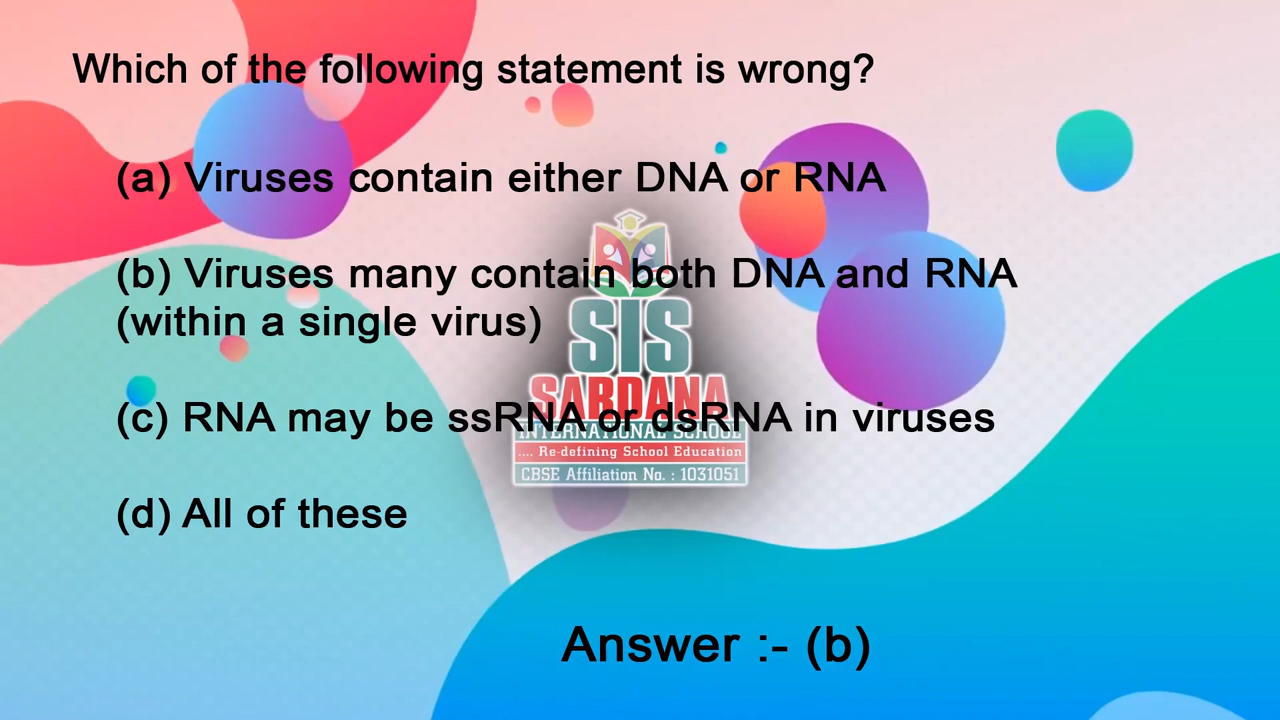 Which of the following statement is wrong?
(a) Viruses contain either DNA or RNA
(b) Viruses many contain both DNA and RNA
(within a single virus)
SIS
SARDANA
(c) RNA may be ssRNA or dsRNA in viruses
INTERNATIONAL SCHOOL
.... Re-defining School Education
CBSE Affiliation No. : 1031051
(d) All of these
Answer :- (b)